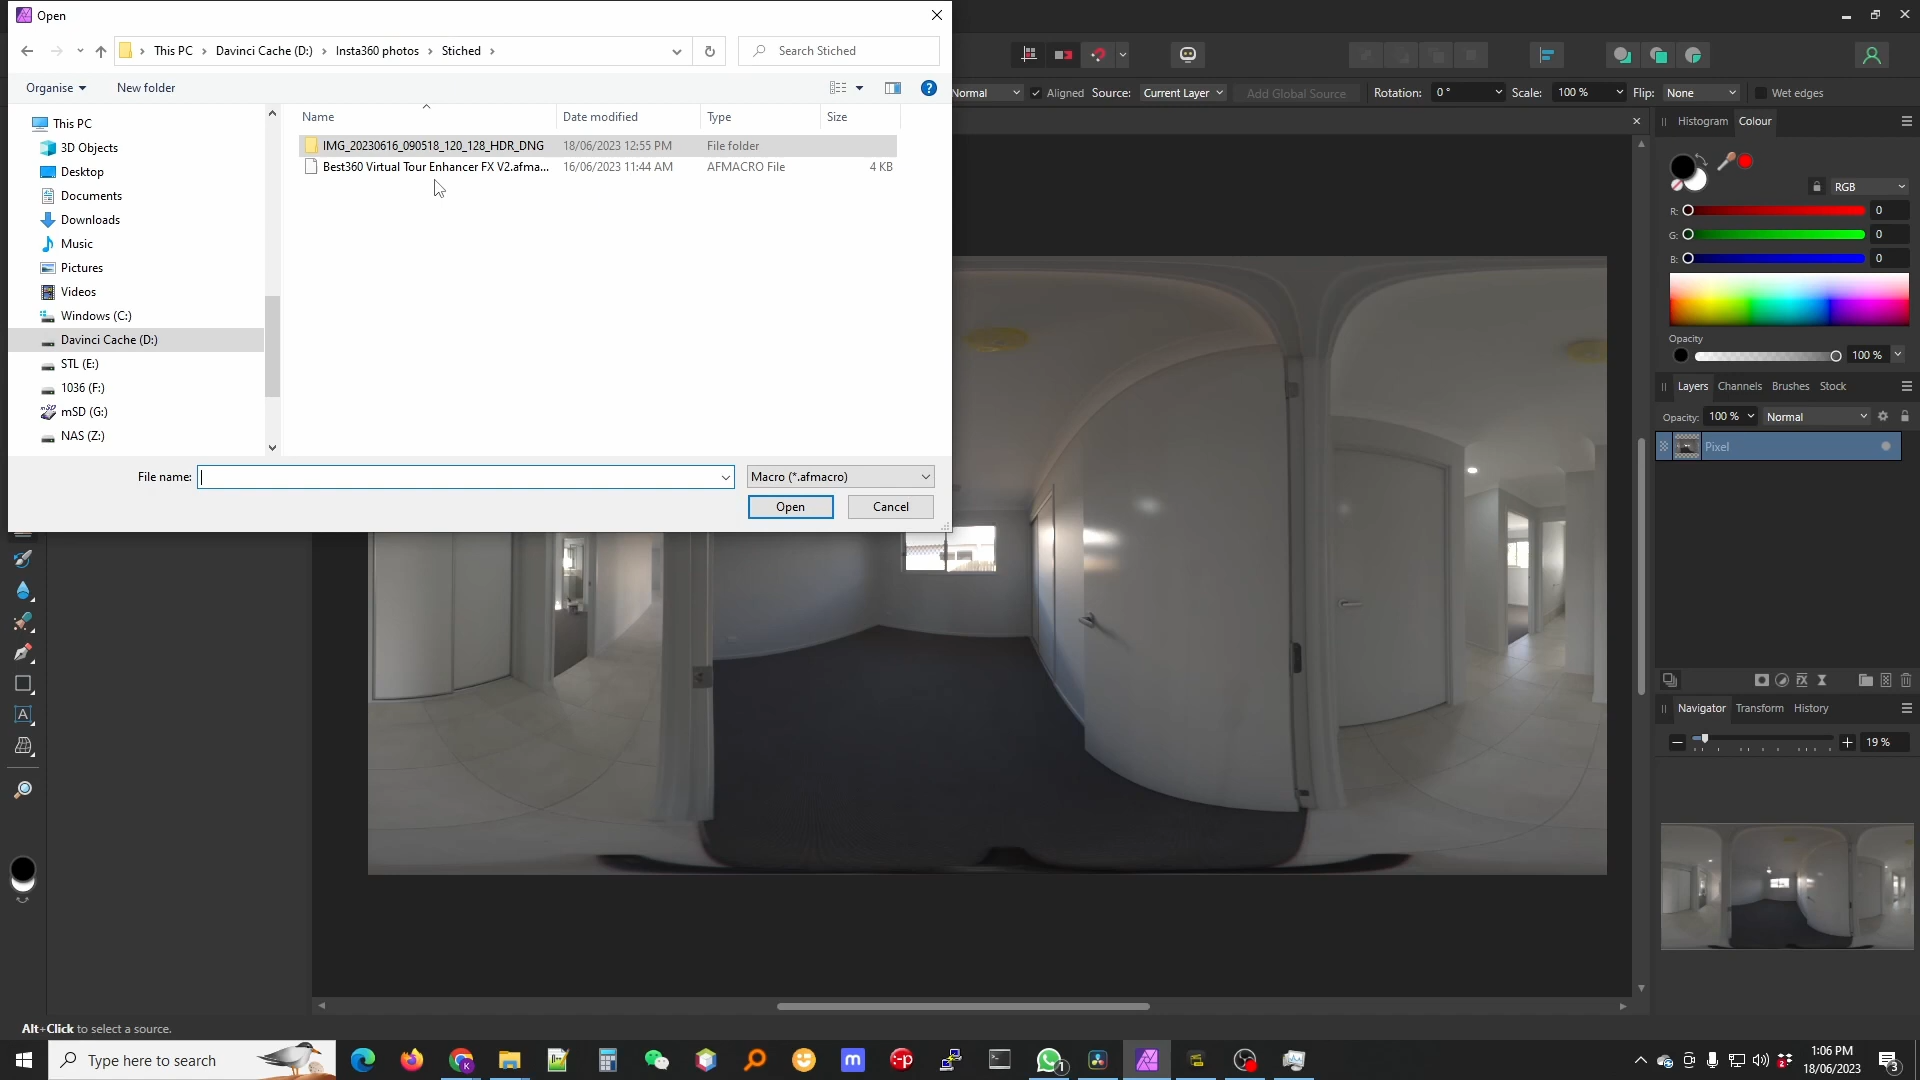 Open
This PC
Davinci Cache (D:)
Insta360 photos
Stiched
Search Stiched
Organise
New folder
This PC
3D Objects
Desktop
Documents
Downloads
Music
Pictures
Videos
Windows (C:)
Davinci Cache (D:)
STL (E:)
1036 (F:)
mSD (G:)
NAS (Z:)
Name Date modified Type Size
IMG_20230616_090518_120_128_HDR_DNG 18/06/2023 12:55 PM File folder
Best360 Virtual Tour Enhancer FX V2.afma... 16/06/2023 11:44 AM AFMACRO File 4 KB
File name:
Macro (*.afmacro)
Open Cancel
Normal Aligned Source: Current Layer Add Global Source Rotation: 0 ° Scale: 100 % Flip: None Wet edges
Histogram Colour
RGB
R: 0
G: 0
B: 0
Opacity
100 %
Layers Channels Brushes Stock
Opacity: 100 % Normal
Pixel
Navigator Transform History
19 %
Alt+Click to select a source.
Type here to search
1:06 PM
18/06/2023
3